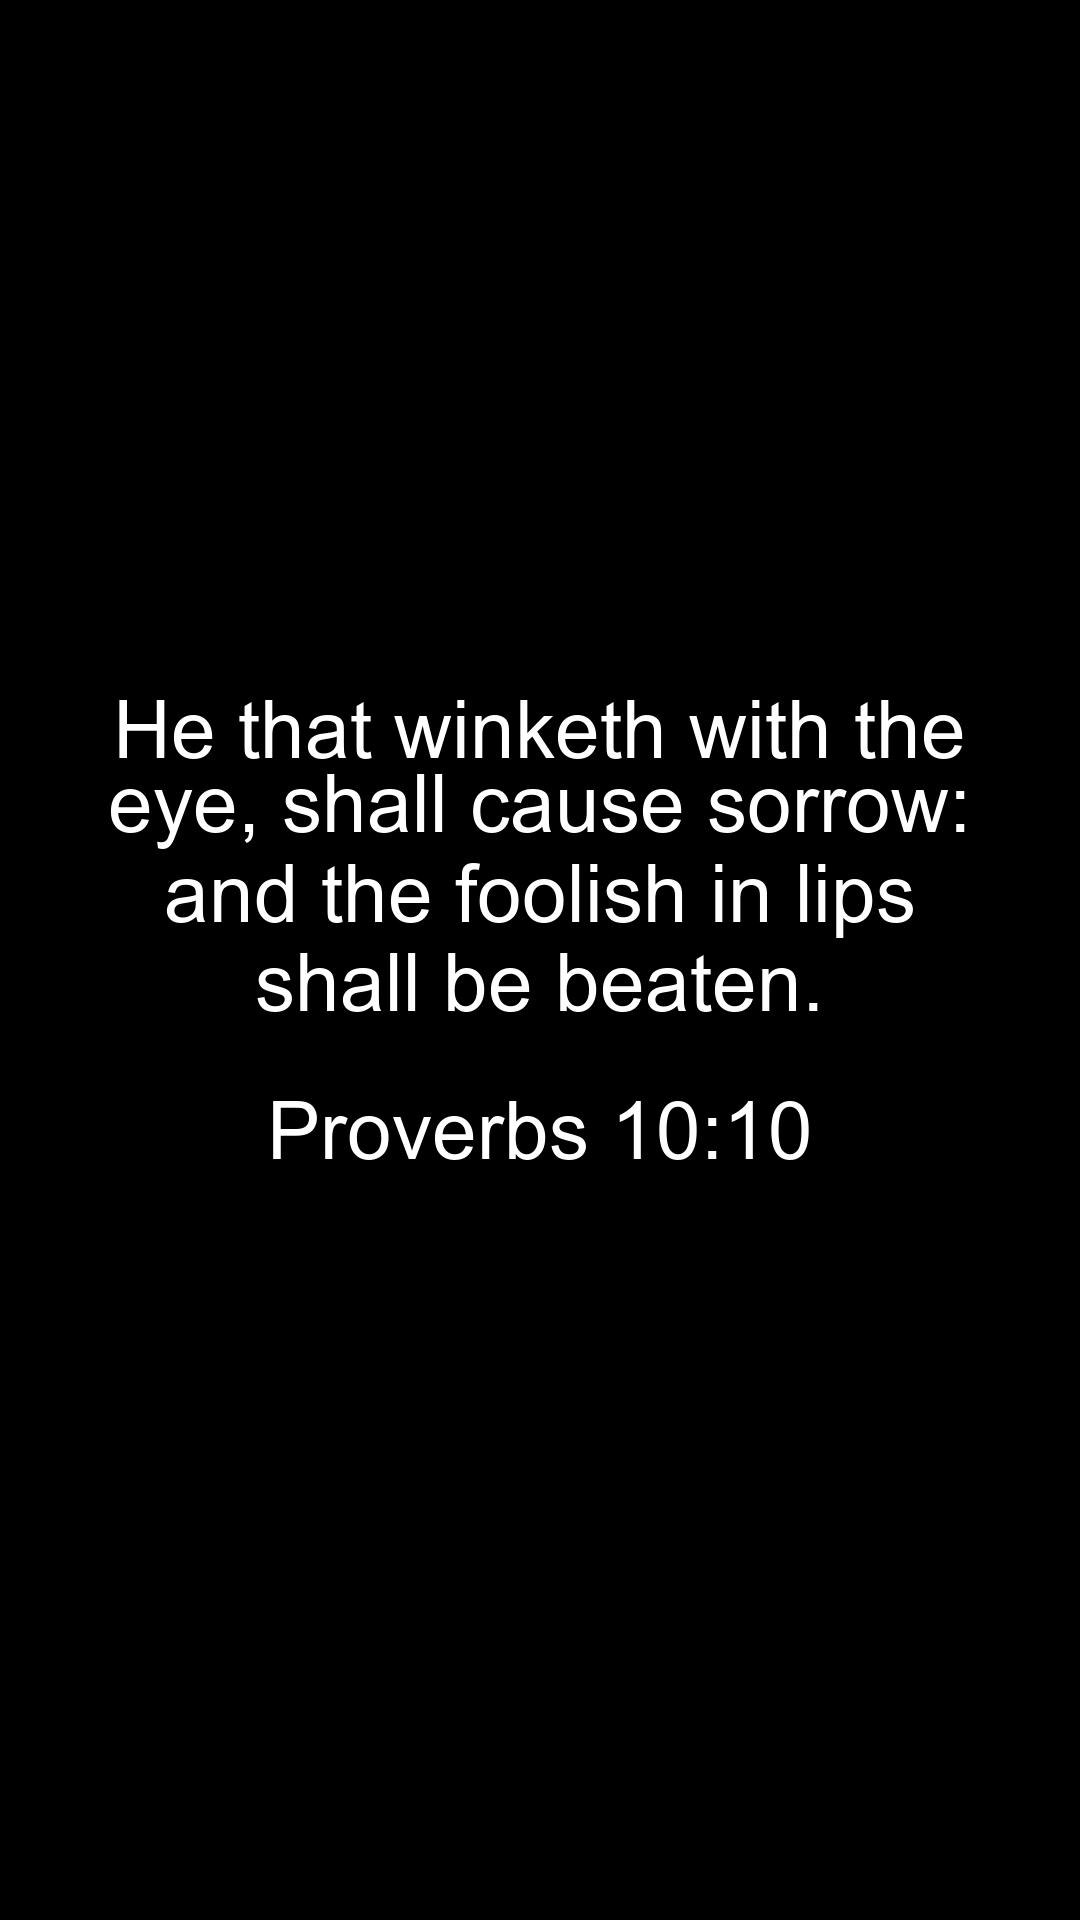 He that winketh with the
eye, shall cause sorrow:
and the foolish in lips
shall be beaten.
Proverbs 10:10